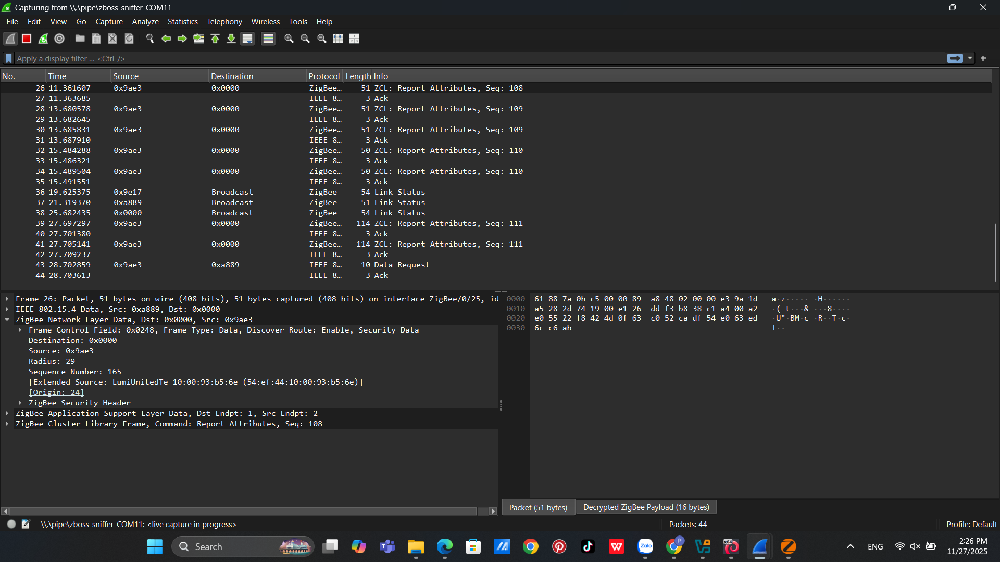 Capturing from \\.\pipe\zboss_sniffer_COM11
File Edit View Go Capture Analyze Statistics Telephony Wireless Tools Help
Apply a display filter ... <Ctrl-/>
No. Time Source Destination Protocol Length Info
26 11.361607 0x9ae3 0x0000 ZigBee… 51 ZCL: Report Attributes, Seq: 108
27 11.363685 IEEE 8… 3 Ack
28 13.680578 0x9ae3 0x0000 ZigBee… 51 ZCL: Report Attributes, Seq: 109
29 13.682645 IEEE 8… 3 Ack
30 13.685831 0x9ae3 0x0000 ZigBee… 51 ZCL: Report Attributes, Seq: 109
31 13.687910 IEEE 8… 3 Ack
32 15.484288 0x9ae3 0x0000 ZigBee… 50 ZCL: Report Attributes, Seq: 110
33 15.486321 IEEE 8… 3 Ack
34 15.489504 0x9ae3 0x0000 ZigBee… 50 ZCL: Report Attributes, Seq: 110
35 15.491551 IEEE 8… 3 Ack
36 19.625375 0x9e17 Broadcast ZigBee 54 Link Status
37 21.319370 0xa889 Broadcast ZigBee 51 Link Status
38 25.682435 0x0000 Broadcast ZigBee 54 Link Status
39 27.697297 0x9ae3 0x0000 ZigBee… 114 ZCL: Report Attributes, Seq: 111
40 27.701380 IEEE 8… 3 Ack
41 27.705141 0x9ae3 0x0000 ZigBee… 114 ZCL: Report Attributes, Seq: 111
42 27.709237 IEEE 8… 3 Ack
43 28.702859 0x9ae3 0xa889 IEEE 8… 10 Data Request
44 28.703613 IEEE 8… 3 Ack
Frame 26: Packet, 51 bytes on wire (408 bits), 51 bytes captured (408 bits) on interface ZigBee/0/25, id
IEEE 802.15.4 Data, Src: 0xa889, Dst: 0x0000
ZigBee Network Layer Data, Dst: 0x0000, Src: 0x9ae3
Frame Control Field: 0x0248, Frame Type: Data, Discover Route: Enable, Security Data
Destination: 0x0000
Source: 0x9ae3
Radius: 29
Sequence Number: 165
[Extended Source: LumiUnitedTe_10:00:93:b5:6e (54:ef:44:10:00:93:b5:6e)]
[Origin: 24]
ZigBee Security Header
ZigBee Application Support Layer Data, Dst Endpt: 1, Src Endpt: 2
ZigBee Cluster Library Frame, Command: Report Attributes, Seq: 108
0000 61 88 7a 0b c5 00 00 89 a8 48 02 00 00 e3 9a 1d a·z····· ·H······
0010 a5 28 2d 74 19 00 e1 26 dd f3 b8 38 c1 a4 00 a2 ·(-t···& ···8····
0020 e0 55 22 f8 42 4d 0f 63 c0 52 ca df 54 e0 63 ed ·U"·BM·c ·R··T·c·
0030 6c c6 ab l··
Packet (51 bytes) Decrypted ZigBee Payload (16 bytes)
\\.\pipe\zboss_sniffer_COM11: <live capture in progress> Packets: 44 Profile: Default
Search
Zalo
P
x64
ENG
2:26 PM
11/27/2025